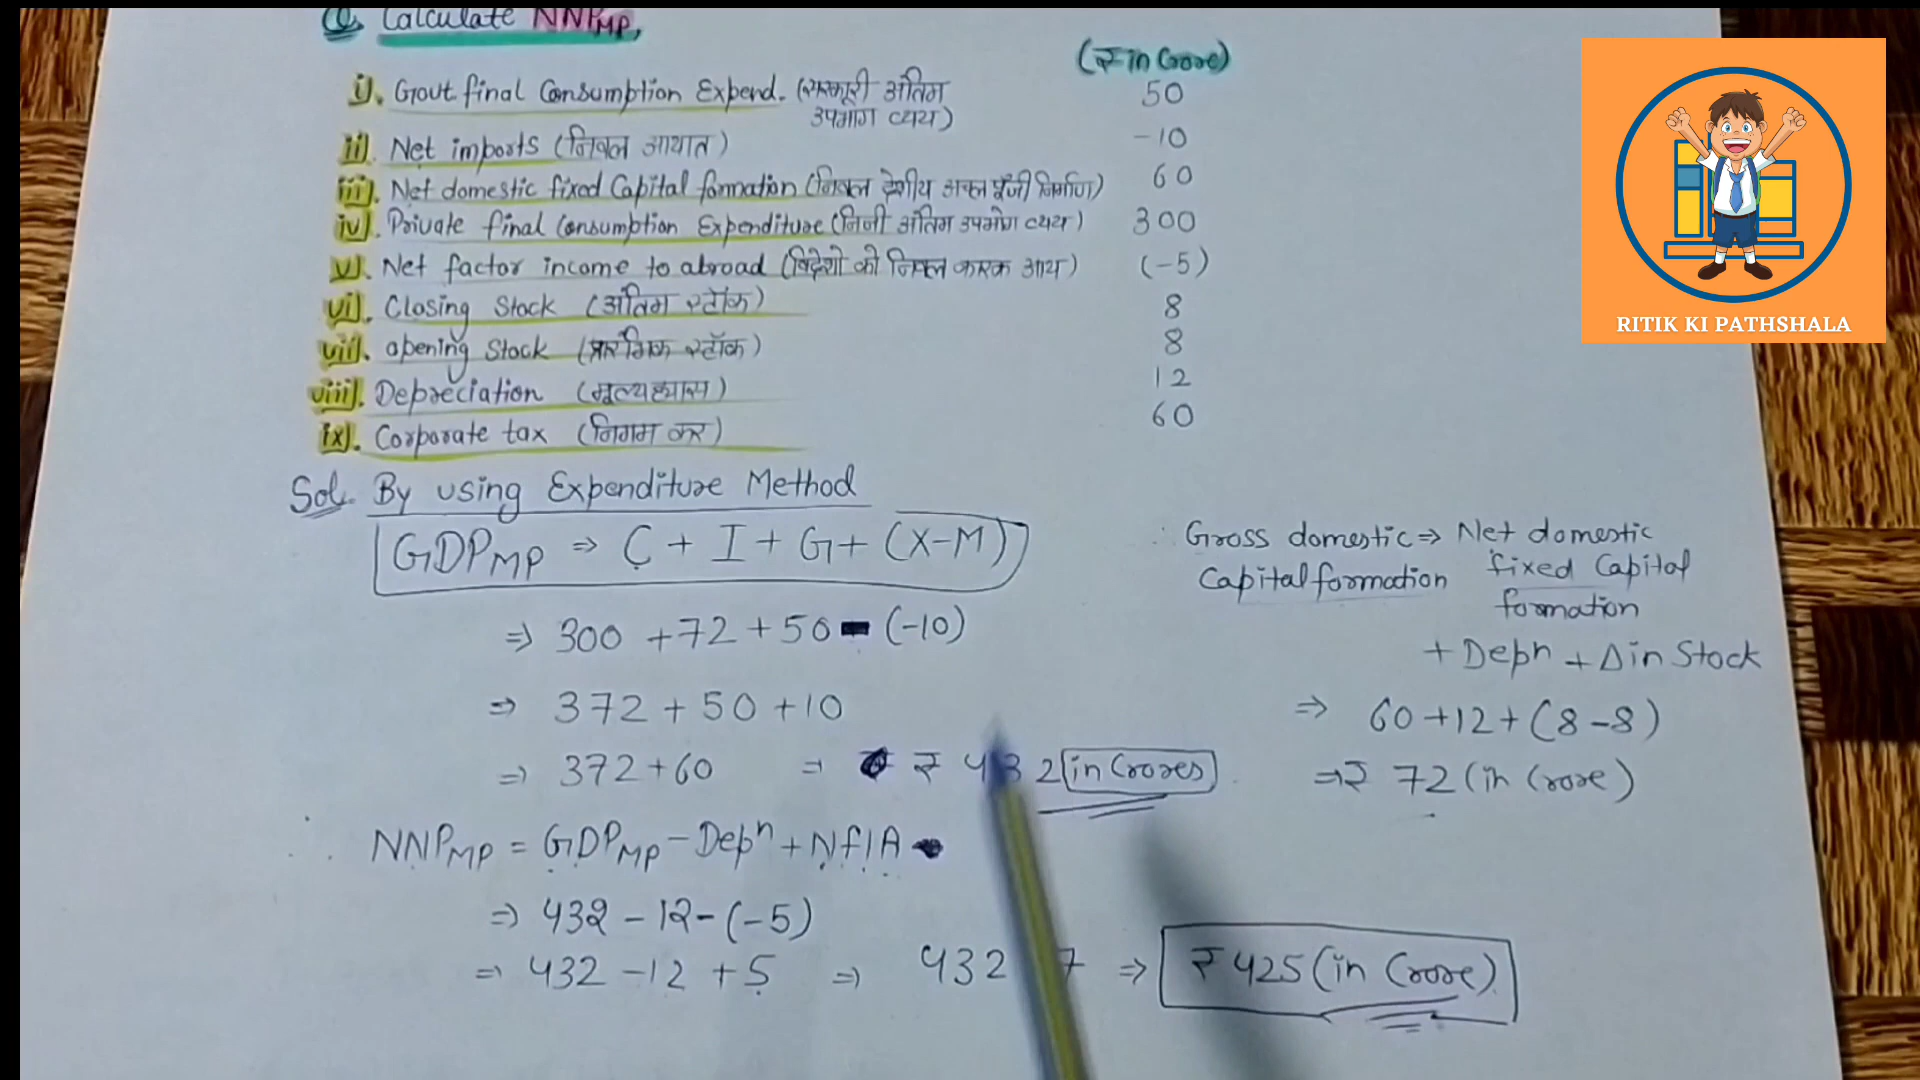 Q. Calculate NNPMP,
(₹ in Crore)
i). Govt. final Consumption Expend. (सरकारी अंतिम उपभोग व्यय) 50
ii). Net imports (निवल आयात) -10
iii). Net domestic fixed Capital formation (निवल देशीय अचल पूँजी निर्माण) 60
iv). Private final Consumption Expenditure (निजी अंतिम उपभोग व्यय) 300
v). Net factor income to abroad (विदेशों को निवल कारक आय) (-5)
vi). Closing Stock (अंतिम स्टॉक) 8
vii). opening Stock (प्रारंभिक स्टॉक) 8
viii). Depreciation (मूल्यह्रास) 12
ix). Corporate tax (निगम कर) 60
Sol. By using Expenditure Method
GDPMP ⇒ C + I + G + (X-M)
⇒ 300 + 72 + 50 - (-10)
⇒ 372 + 50 + 10
⇒ 372 + 60 ⇒ ₹ 432 in Crores
∴ NNPMP = GDPMP - Depn + NFIA
⇒ 432 - 12 - (-5)
⇒ 432 - 12 + 5 ⇒ 432 7 ⇒ ₹ 425 (in Crore)
∴ Gross domestic ⇒ Net domestic
Capital formation fixed Capital
formation
+ Depn + Δ in Stock
⇒ 60 + 12 + (8 - 8)
⇒ ₹ 72 (in Crore)
RITIK KI PATHSHALA